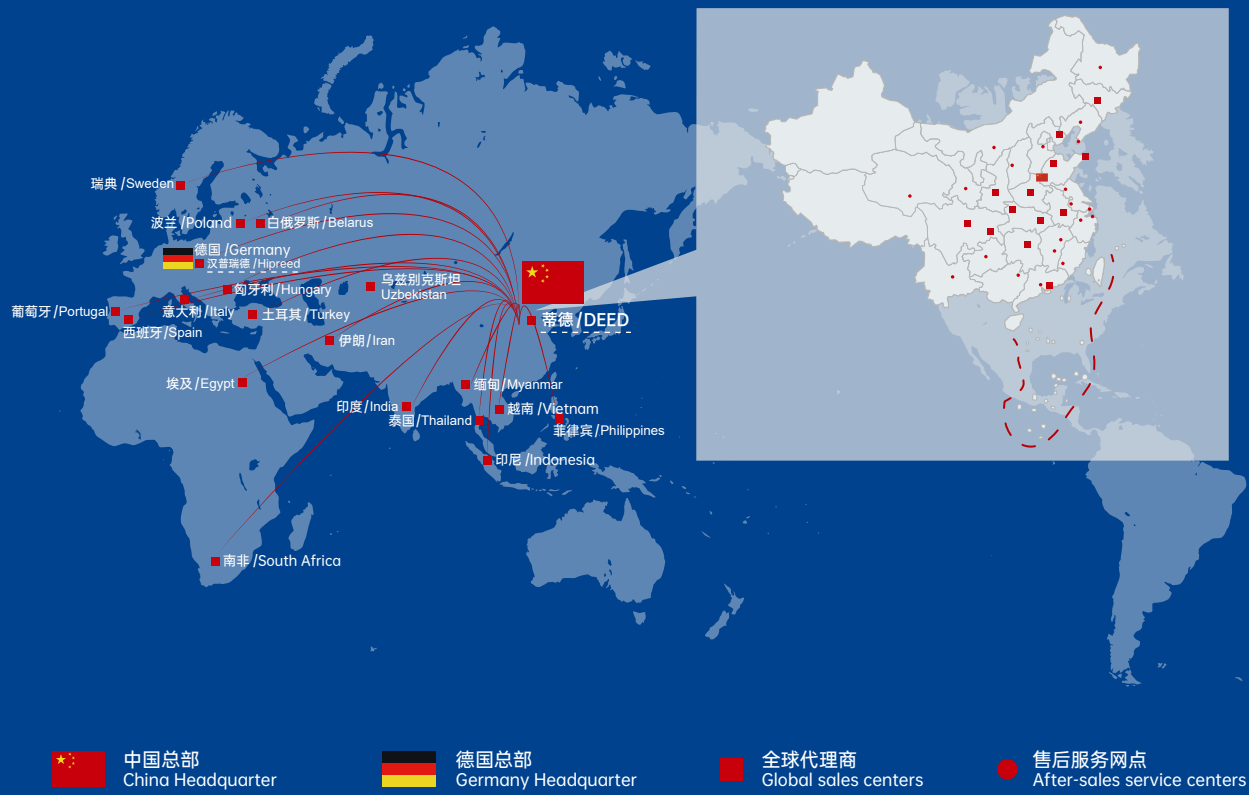 瑞典 /Sweden
波兰 /Poland
白俄罗斯 /Belarus
德国 /Germany
汉普瑞德 /Hipreed
乌兹别克斯坦
Uzbekistan
匈牙利 /Hungary
葡萄牙 /Portugal
意大利 /Italy
土耳其 /Turkey
蒂德 /DEED
西班牙 /Spain
伊朗 /Iran
埃及 /Egypt
缅甸 /Myanmar
印度 /India
越南 /Vietnam
泰国 /Thailand
菲律宾 /Philippines
印尼 /Indonesia
南非 /South Africa
中国总部
China Headquarter
德国总部
Germany Headquarter
全球代理商
Global sales centers
售后服务网点
After-sales service centers